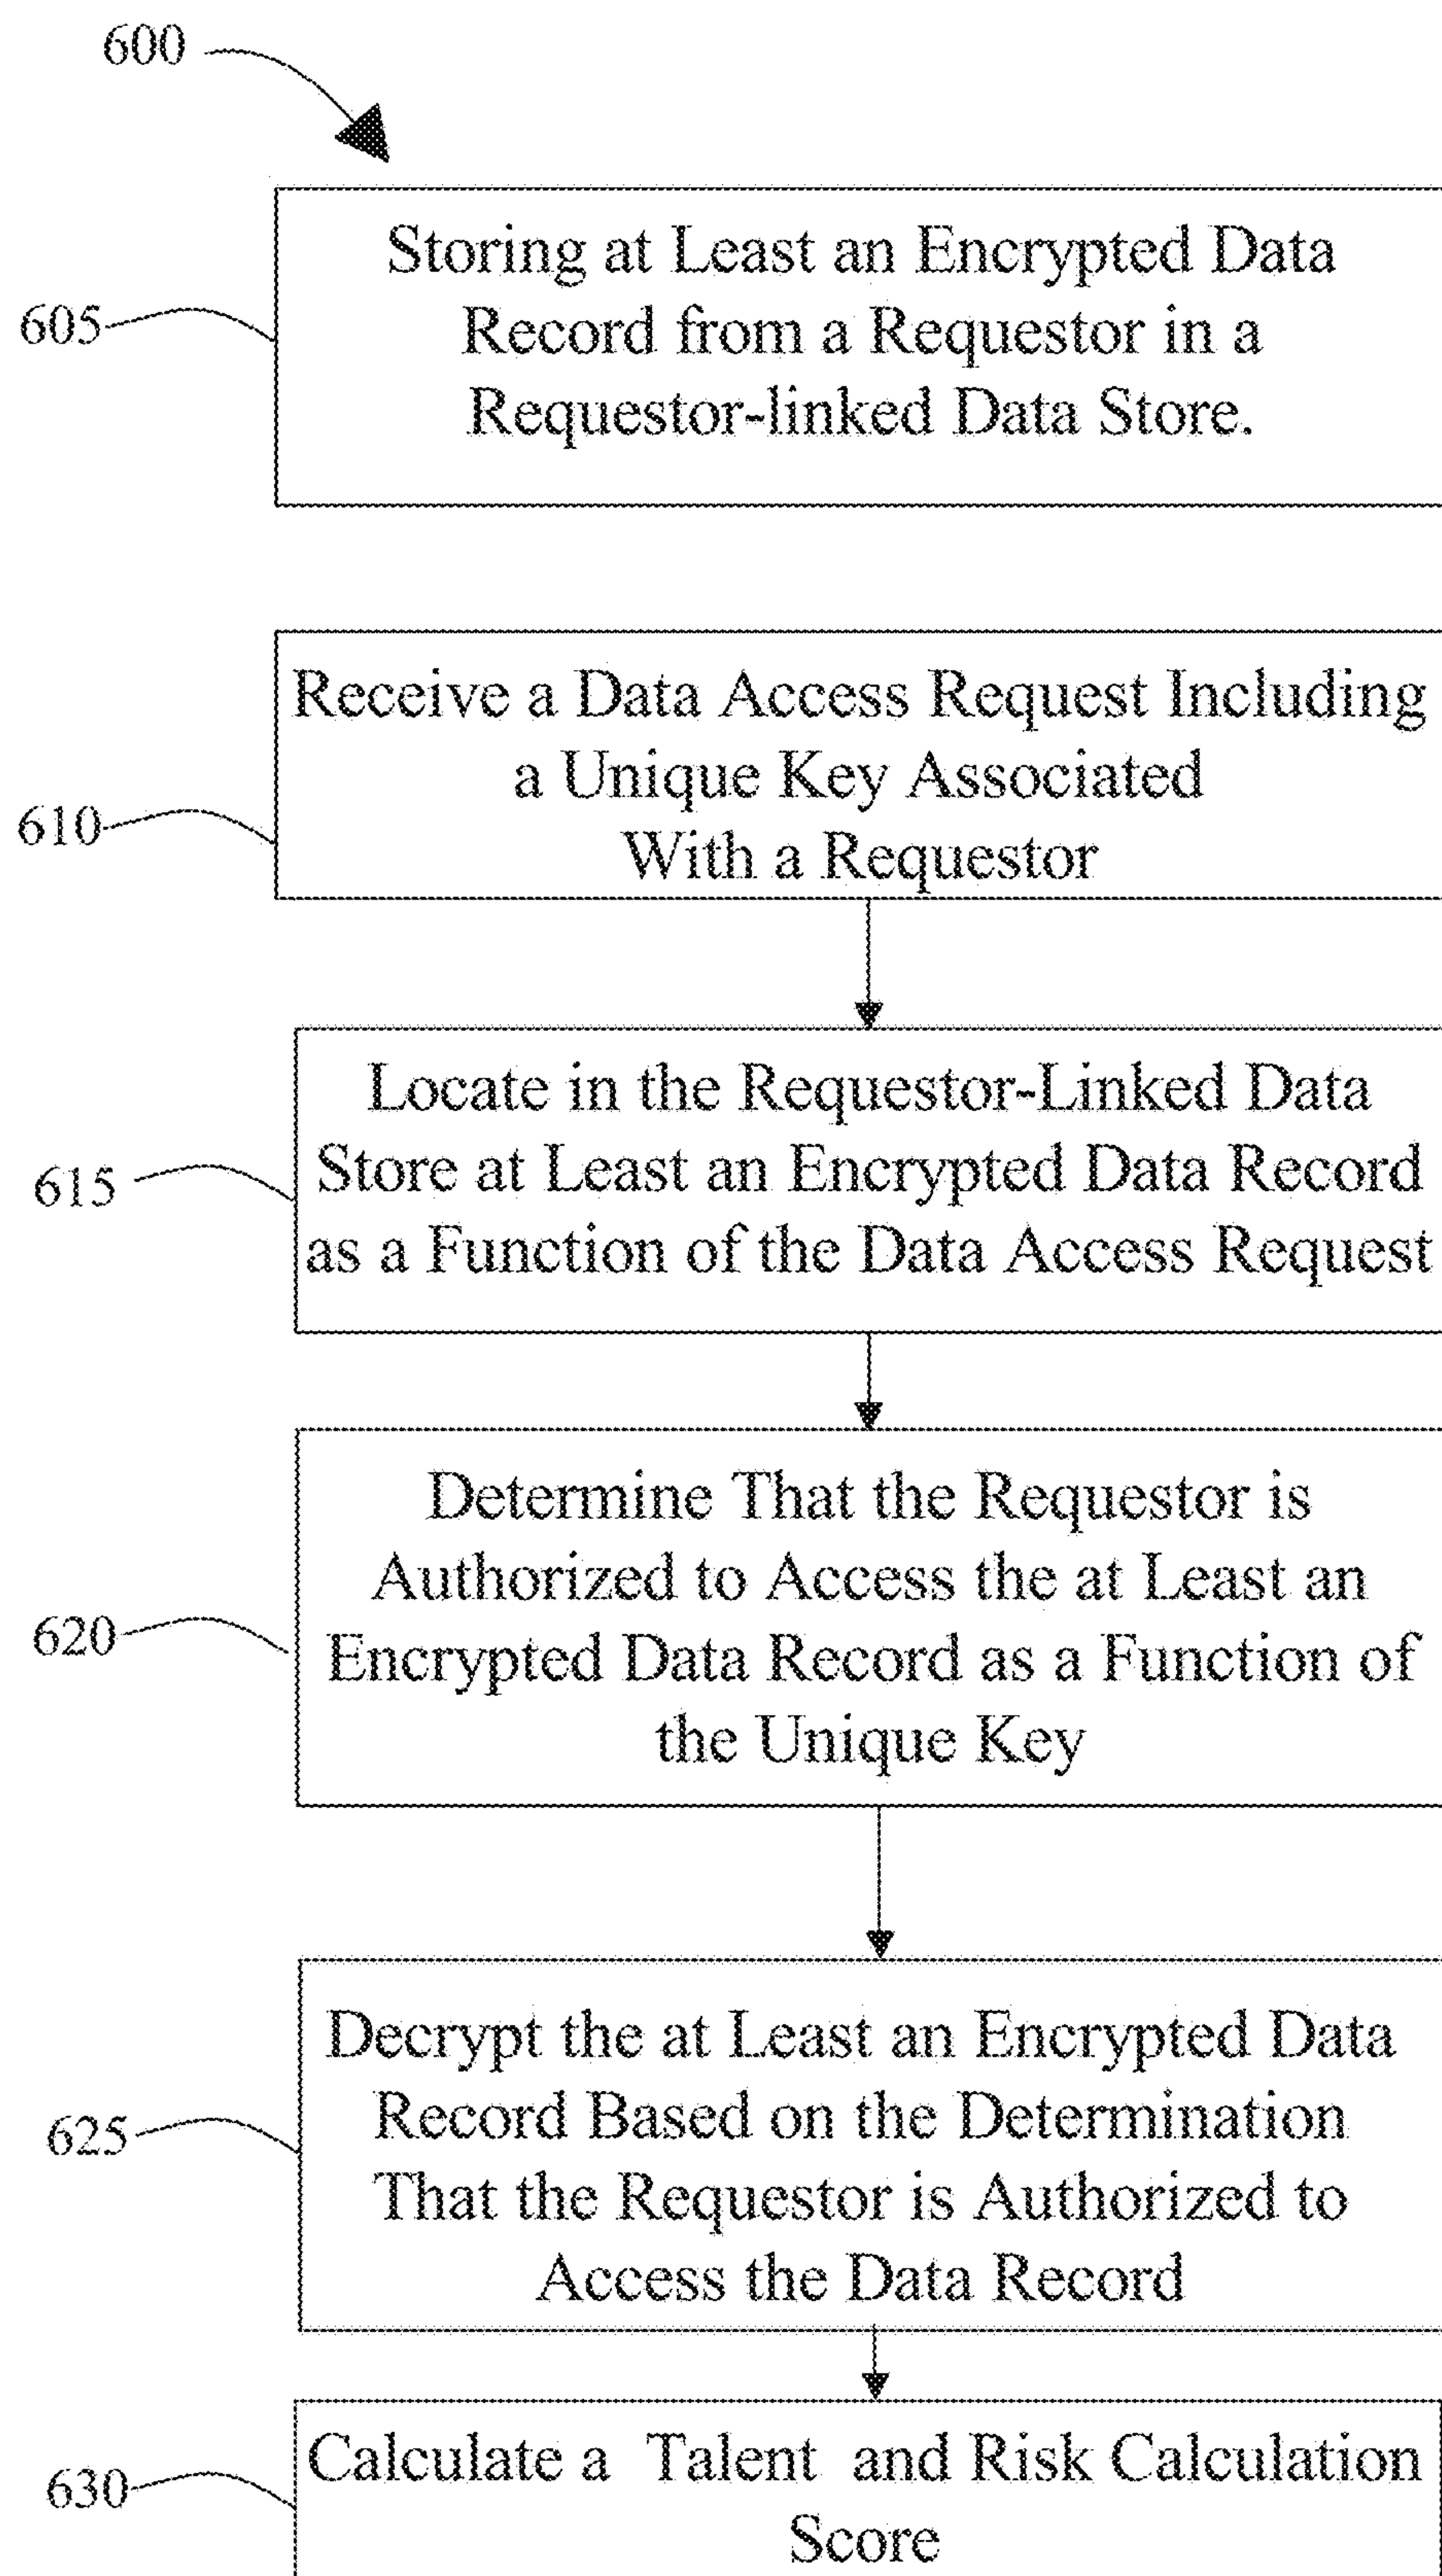 600
605
Storing at Least an Encrypted Data
Record from a Requestor in a
Requestor-linked Data Store.
610
Receive a Data Access Request Including
a Unique Key Associated
With a Requestor
615
Locate in the Requestor-Linked Data
Store at Least an Encrypted Data Record
as a Function of the Data Access Request
620
Determine That the Requestor is
Authorized to Access the at Least an
Encrypted Data Record as a Function of
the Unique Key
625
Decrypt the at Least an Encrypted Data
Record Based on the Determination
That the Requestor is Authorized to
Access the Data Record
630
Calculate a Talent and Risk Calculation
Score